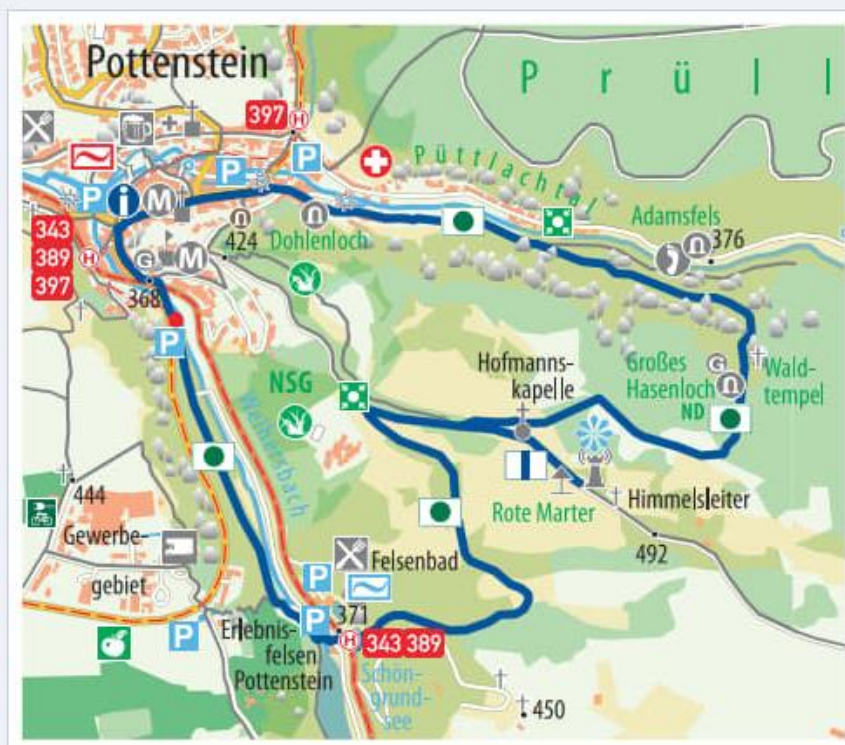 Pottenstein
Prüll
397
H
P
P
P
Püttlachtal
i
M
343
389
397
H
424
Dohlenloch
Adamsfels
376
G
M
368
P
NSG
Weihersbach
Hofmanns-
kapelle
Großes
Hasenloch
ND
G
Wald-
tempel
Rote Marter
Himmelsleiter
492
444
Gewerbe-
gebiet
P
Felsenbad
P
P
371
H
343 389
Erlebnis-
felsen
Pottenstein
Schön-
grund-
see
450